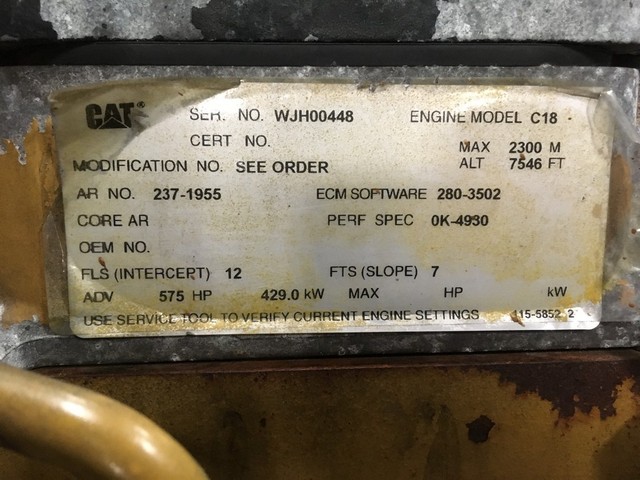 CAT SER. NO. WJH00448 ENGINE MODEL C18
CERT NO. MAX 2300 M
MODIFICATION NO. SEE ORDER ALT 7546 FT
AR NO. 237-1955 ECM SOFTWARE 280-3502
CORE AR PERF SPEC 0K-4930
OEM NO.
FLS (INTERCEPT) 12 FTS (SLOPE) 7
ADV 575 HP 429.0 kW MAX HP kW
USE SERVICE TOOL TO VERIFY CURRENT ENGINE SETTINGS 115-5852 2